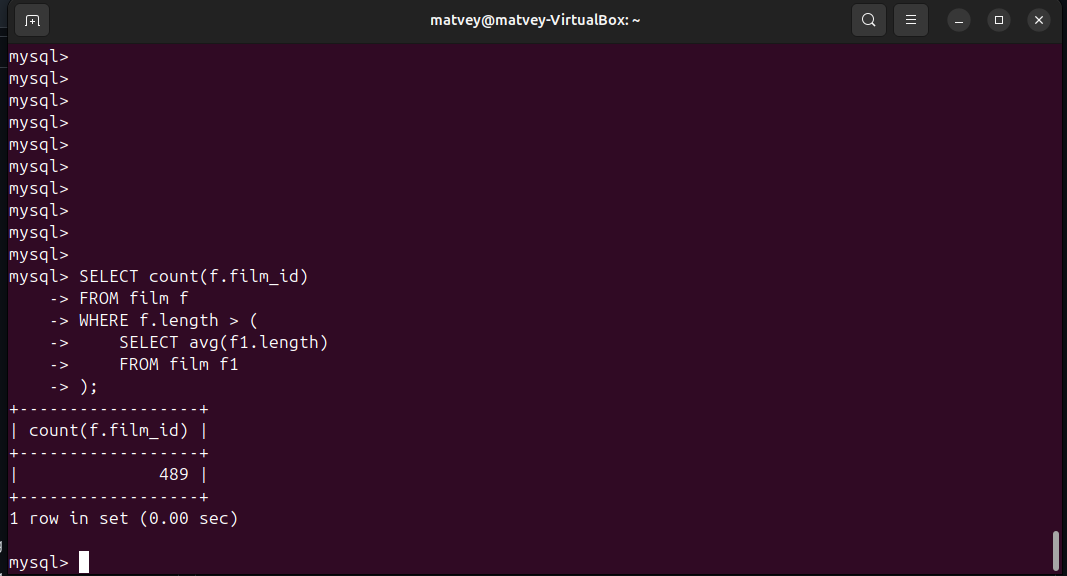 matvey@matvey-VirtualBox: ~
mysql>
mysql>
mysql>
mysql>
mysql>
mysql>
mysql>
mysql>
mysql>
mysql>
mysql> SELECT count(f.film_id)
    -> FROM film f
    -> WHERE f.length > (
    ->     SELECT avg(f1.length)
    ->     FROM film f1
    -> );
+------------------+
| count(f.film_id) |
+------------------+
|              489 |
+------------------+
1 row in set (0.00 sec)
mysql>